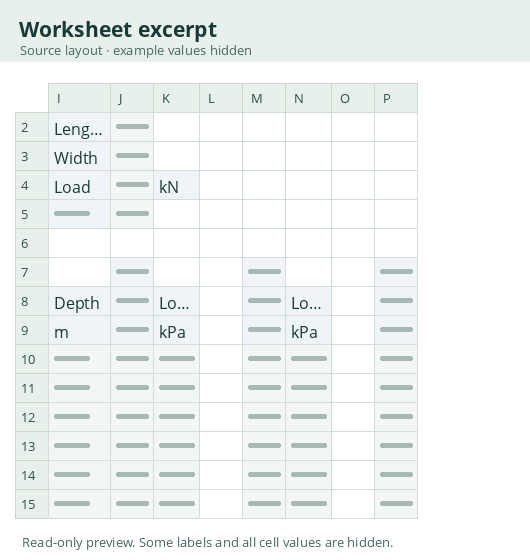 Worksheet excerpt
Source layout · example values hidden
I J K L M N O P
2 Leng...
3 Width
4 Load kN
5
6
7
8 Depth Lo... Lo...
9 m kPa kPa
10
11
12
13
14
15
Read-only preview. Some labels and all cell values are hidden.